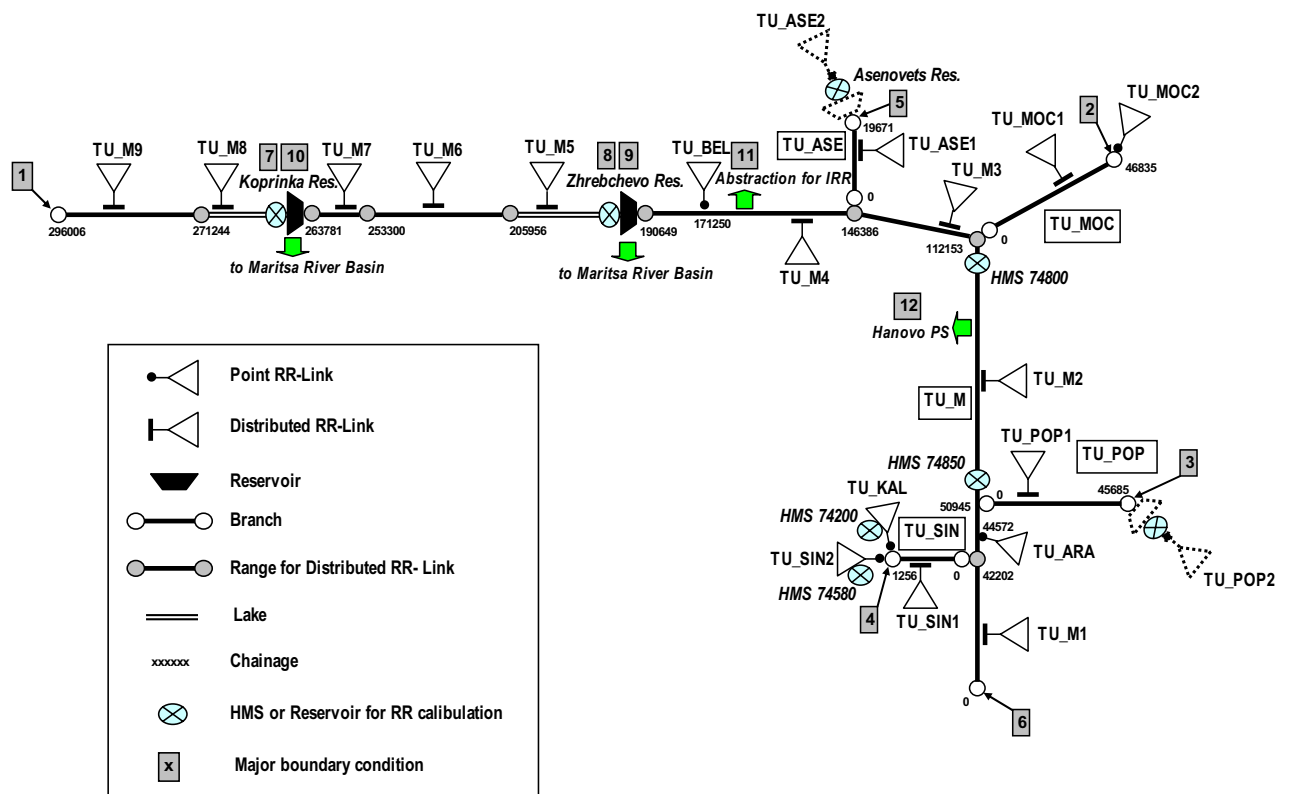 TU_ASE2
Asenovets Res.
5
19671
TU_ASE
TU_ASE1
0
2
TU_MOC2
TU_MOC1
46835
TU_MOC
TU_M3
0
112153
1
TU_M9
TU_M8
7
10
TU_M7
TU_M6
TU_M5
8
9
TU_BEL
11
Koprinka Res.
Zhrebchevo Res.
Abstraction for IRR
296006
271244
263781
253300
205956
190649
171250
146386
to Maritsa River Basin
to Maritsa River Basin
TU_M4
HMS 74800
12
Hanovo PS
TU_M2
TU_M
TU_POP1
TU_POP
3
HMS 74850
0
45685
50945
TU_KAL
HMS 74200
TU_SIN
44572
TU_ARA
TU_POP2
TU_SIN2
1256
0
42202
HMS 74580
4
TU_SIN1
TU_M1
0
6
Point RR-Link
Distributed RR-Link
Reservoir
Branch
Range for Distributed RR- Link
Lake
xxxxxx
Chainage
HMS or Reservoir for RR calibulation
x
Major boundary condition